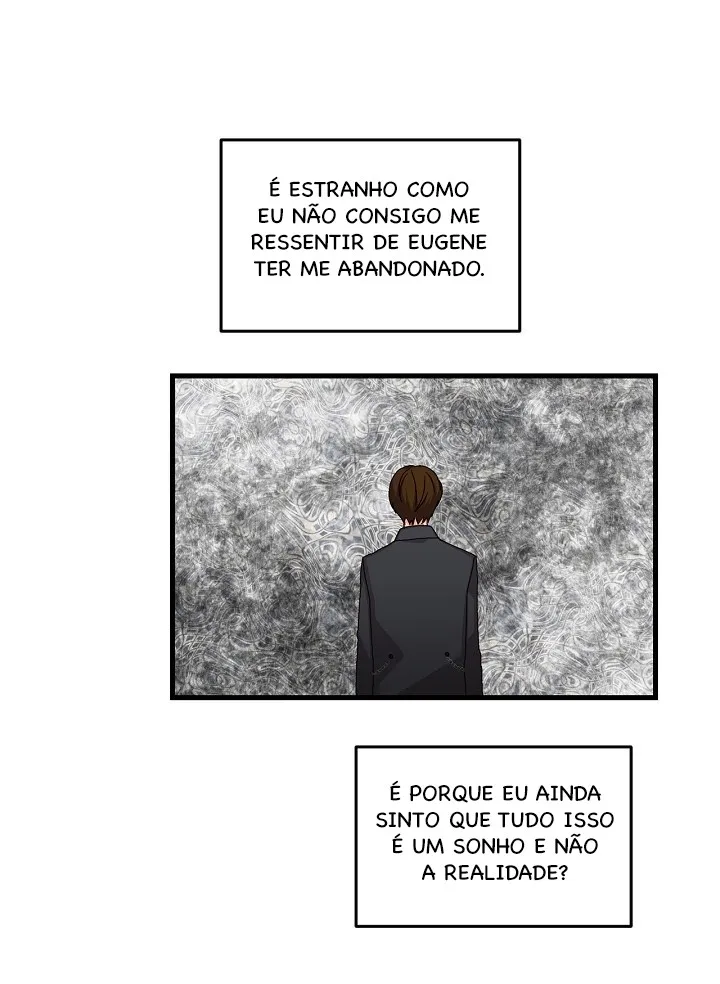 É ESTRANHO COMO
EU NÃO CONSIGO ME
RESSENTIR DE EUGENE
TER ME ABANDONADO.
É PORQUE EU AINDA
SINTO QUE TUDO ISSO
É UM SONHO E NÃO
A REALIDADE?